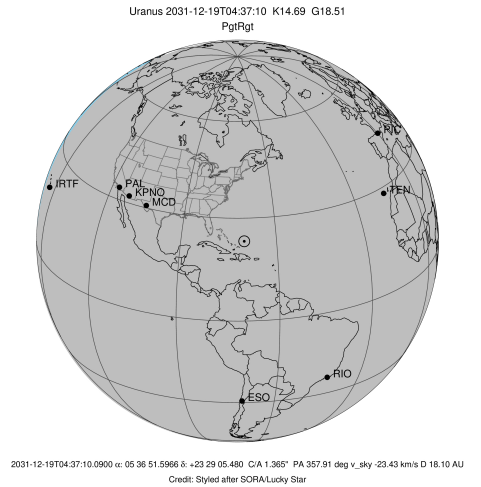 Uranus 2031-12-19T04:37:10 K14.69 G18.51
PgtRgt
PIC
IRTF
PAL
TEN
KPNO
MCD
RIO
ESO
2031-12-19T04:37:10.0900 α: 05 36 51.5966 δ: +23 29 05.480 C/A 1.365" PA 357.91 deg v_sky -23.43 km/s D 18.10 AU
Credit: Styled after SORA/Lucky Star